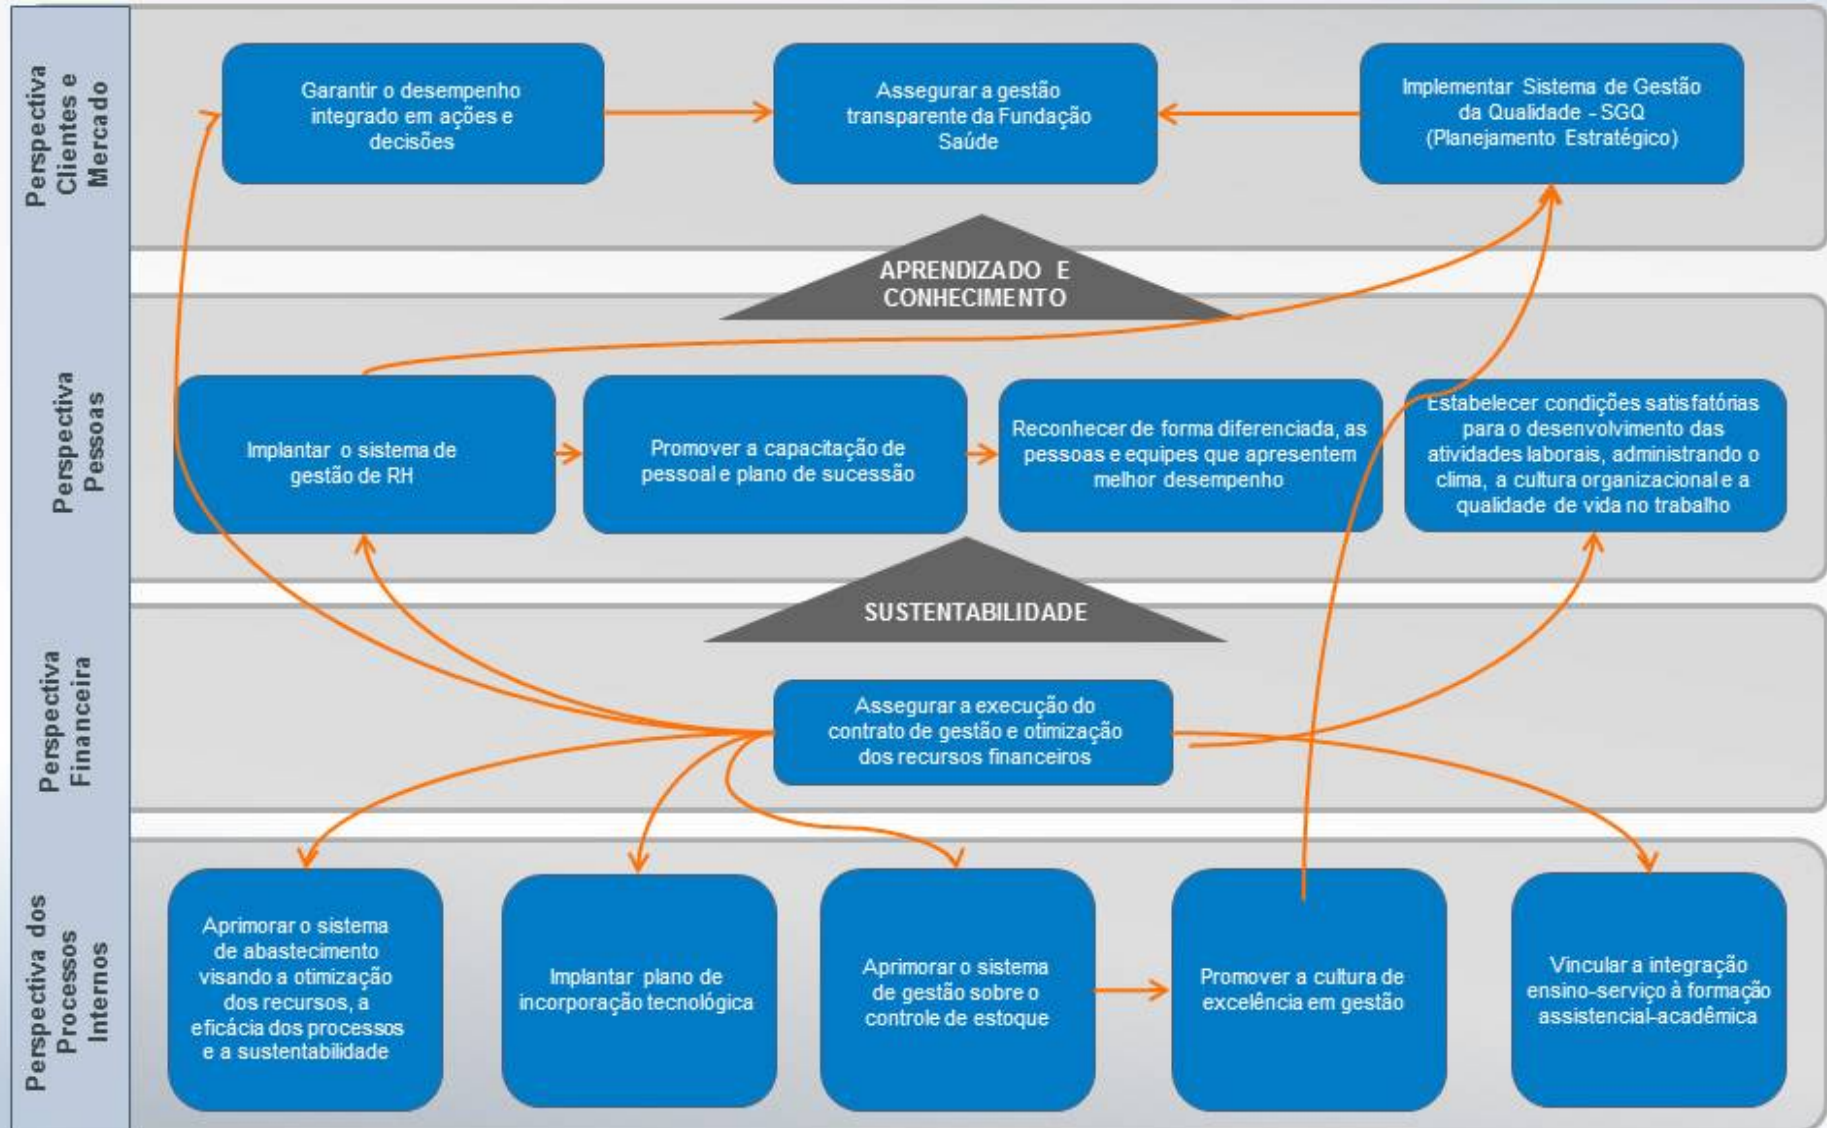 Perspectiva
Clientes e
Mercado
Garantir o desempenho
integrado em ações e
decisões
Assegurar a gestão
transparente da Fundação
Saúde
Implementar Sistema de Gestão
da Qualidade - SGQ
(Planejamento Estratégico)
APRENDIZADO E
CONHECIMENTO
Perspectiva
Pessoas
Implantar o sistema de
gestão de RH
Promover a capacitação de
pessoal e plano de sucessão
Reconhecer de forma diferenciada, as
pessoas e equipes que apresentem
melhor desempenho
Estabelecer condições satisfatórias
para o desenvolvimento das
atividades laborais, administrando o
clima, a cultura organizacional e a
qualidade de vida no trabalho
SUSTENTABILIDADE
Perspectiva
Financeira
Assegurar a execução do
contrato de gestão e otimização
dos recursos financeiros
Perspectiva dos
Processos
Internos
Aprimorar o sistema
de abastecimento
visando a otimização
dos recursos, a
eficácia dos processos
e a sustentabilidade
Implantar plano de
incorporação tecnológica
Aprimorar o sistema
de gestão sobre o
controle de estoque
Promover a cultura de
excelência em gestão
Vincular a integração
ensino-serviço à formação
assistencial-acadêmica